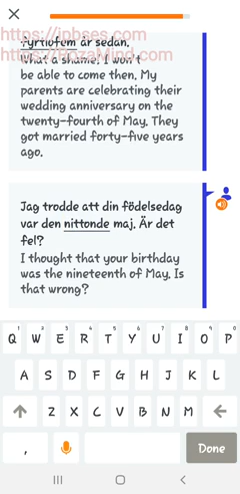 https://jobses.com
fyrtiofem år sedan.
https://RozaMind.com
What a shame! I won't
be able to come then. My
parents are celebrating their
wedding anniversary on the
twenty-fourth of May. They
got married forty-five years
ago.
Jag trodde att din födelsedag
var den nittonde maj. Är det
fel?
I thought that your birthday
was the nineteenth of May. Is
that wrong?
Q W E R T Y U I O P
1 2 3 4 5 6 7 8 9 0
A S D F G H J K L
Z X C V B N M
, . Done